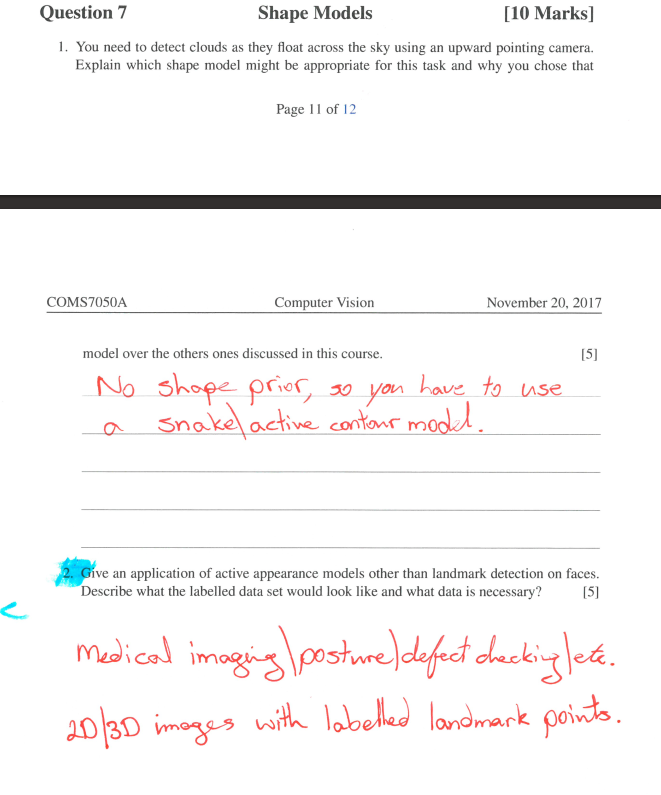 Question 7 Shape Models [10 Marks]
1. You need to detect clouds as they float across the sky using an upward pointing camera.
Explain which shape model might be appropriate for this task and why you chose that
Page 11 of 12
COMS7050A Computer Vision November 20, 2017
model over the others ones discussed in this course. [5]
No shape prior, so you have to use
a snake\active contour model.
2. Give an application of active appearance models other than landmark detection on faces.
Describe what the labelled data set would look like and what data is necessary? [5]
Medical imaging\posture\defect checking\etc.
2D/3D images with labelled landmark points.